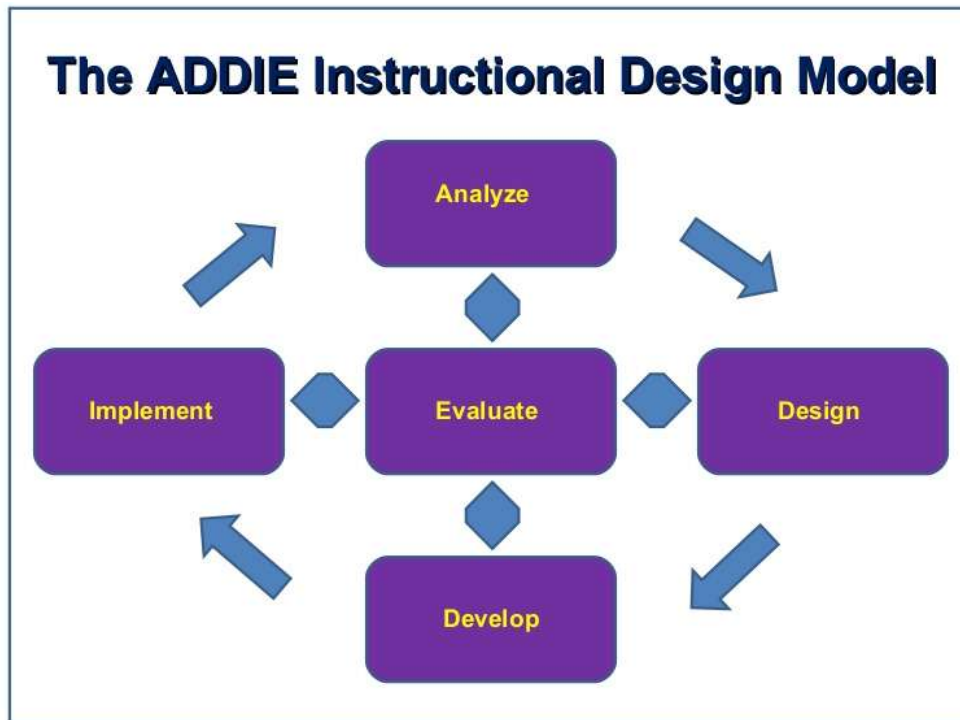 The ADDIE Instructional Design Model
Analyze
Implement
Evaluate
Design
Develop